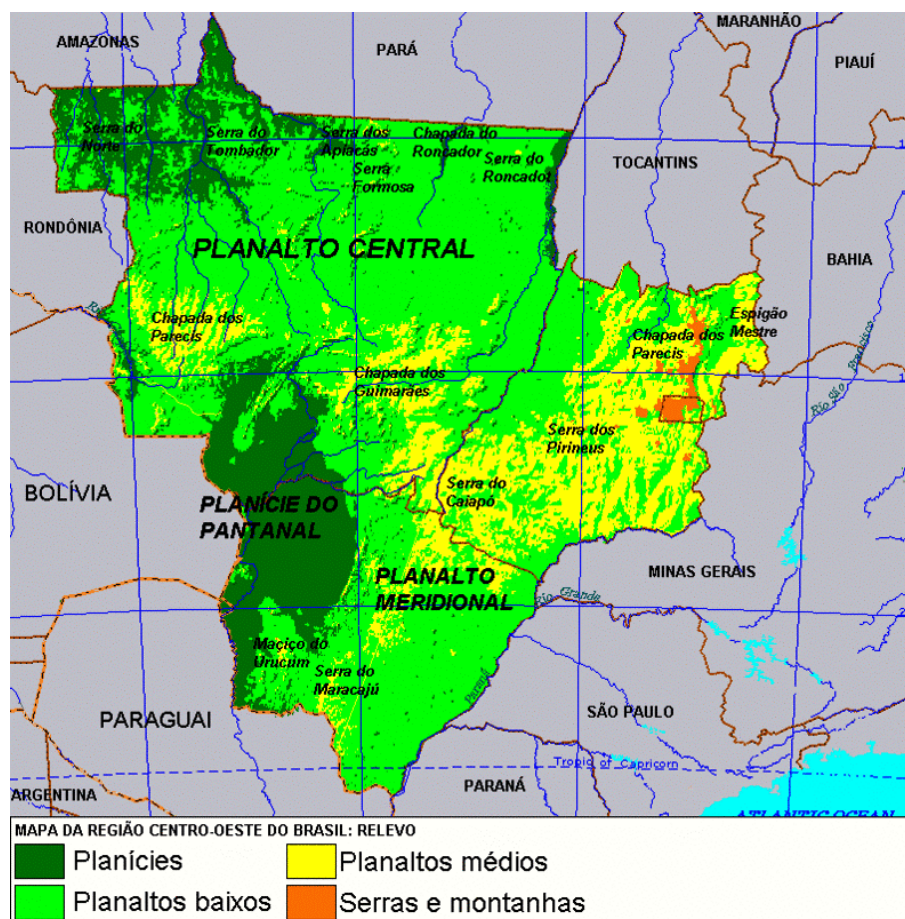 MARANHÃO
AMAZONAS
PARÁ
PIAUÍ
Serra do
Norte
Serra do
Tombador
Serra dos
Apiacás
Serra
Formosa
Chapada do
Roncador
Serra do
Roncador
TOCANTINS
1
RONDÔNIA
PLANALTO CENTRAL
BAHIA
Chapada dos
Parecis
Chapada dos
Parecis
Espigão
Mestre
Rio São Francisco
1
Chapada dos
Guimarães
Serra dos
Pirineus
BOLÍVIA
Serra do
Caiapó
PLANÍCIE DO
PANTANAL
PLANALTO
MERIDIONAL
MINAS GERAIS
Rio Grande
2
Maçiço do
Urucum
Serra do
Maracajú
Paraná
PARAGUAI
SÃO PAULO
Tropic of Capricorn
ARGENTINA
PARANÁ
ATLANTIC OCEAN
MAPA DA REGIÃO CENTRO-OESTE DO BRASIL: RELEVO
Planícies
Planaltos médios
Planaltos baixos
Serras e montanhas